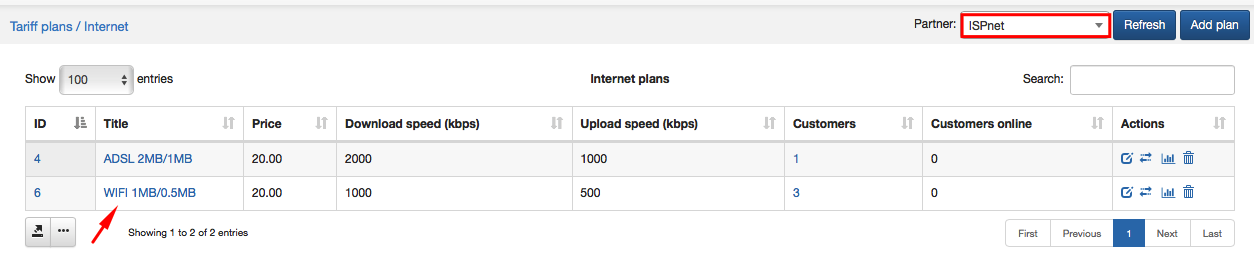 Tariff plans / Internet Partner: ISPnet Refresh Add plan
Show 100 entries Internet plans Search:
ID Title Price Download speed (kbps) Upload speed (kbps) Customers Customers online Actions
4 ADSL 2MB/1MB 20.00 2000 1000 1 0
6 WIFI 1MB/0.5MB 20.00 1000 500 3 0
Showing 1 to 2 of 2 entries First Previous 1 Next Last